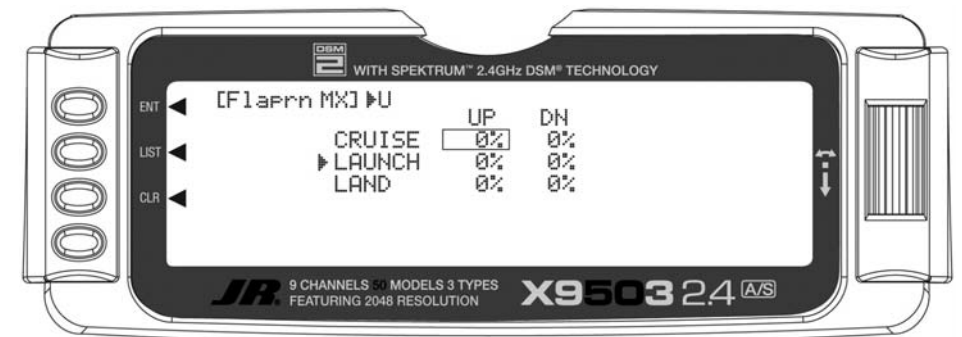 DSM
2
WITH SPEKTRUM™ 2.4GHz DSM® TECHNOLOGY
ENT
LIST
CLR
[Flaprn MX] ▶U
UP DN
CRUISE 0% 0%
▶LAUNCH 0% 0%
LAND 0% 0%
JR.
9 CHANNELS 50 MODELS 3 TYPES
FEATURING 2048 RESOLUTION
X9503 2.4 A/S